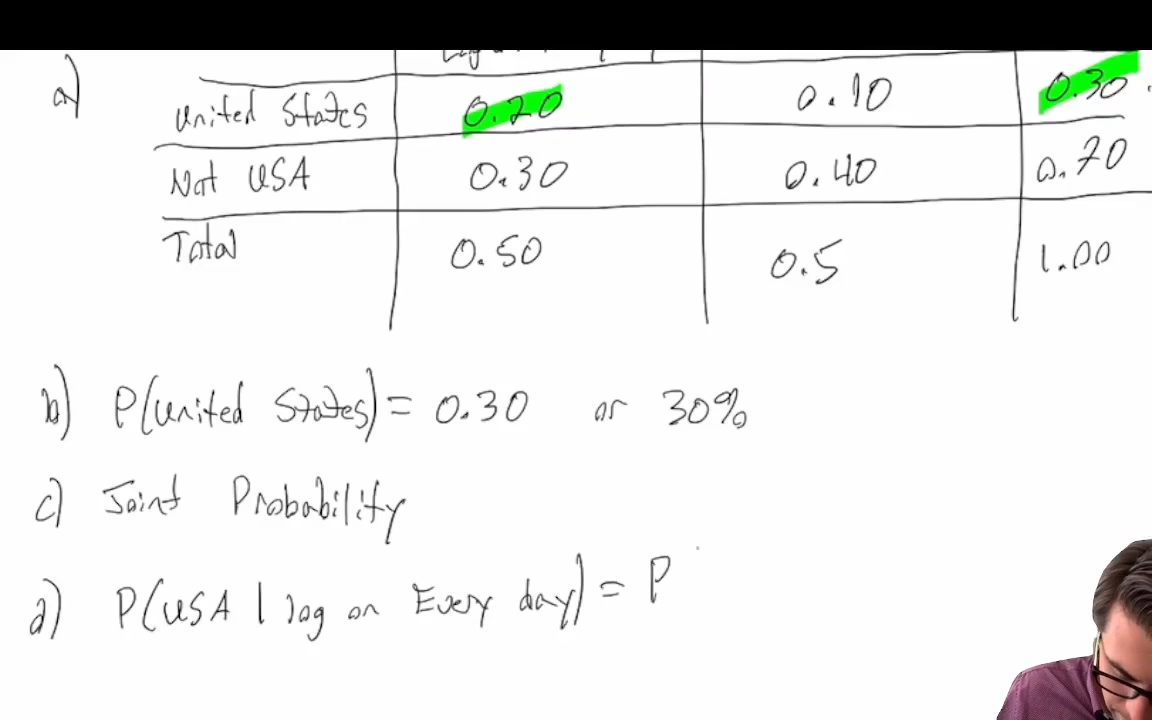 a)
United States 0.20 0.10 0.30
Not USA 0.30 0.40 0.70
Total 0.50 0.5 1.00
b) P(United States) = 0.30 or 30%
c) Joint Probability
d) P(USA | log on Every day) = P